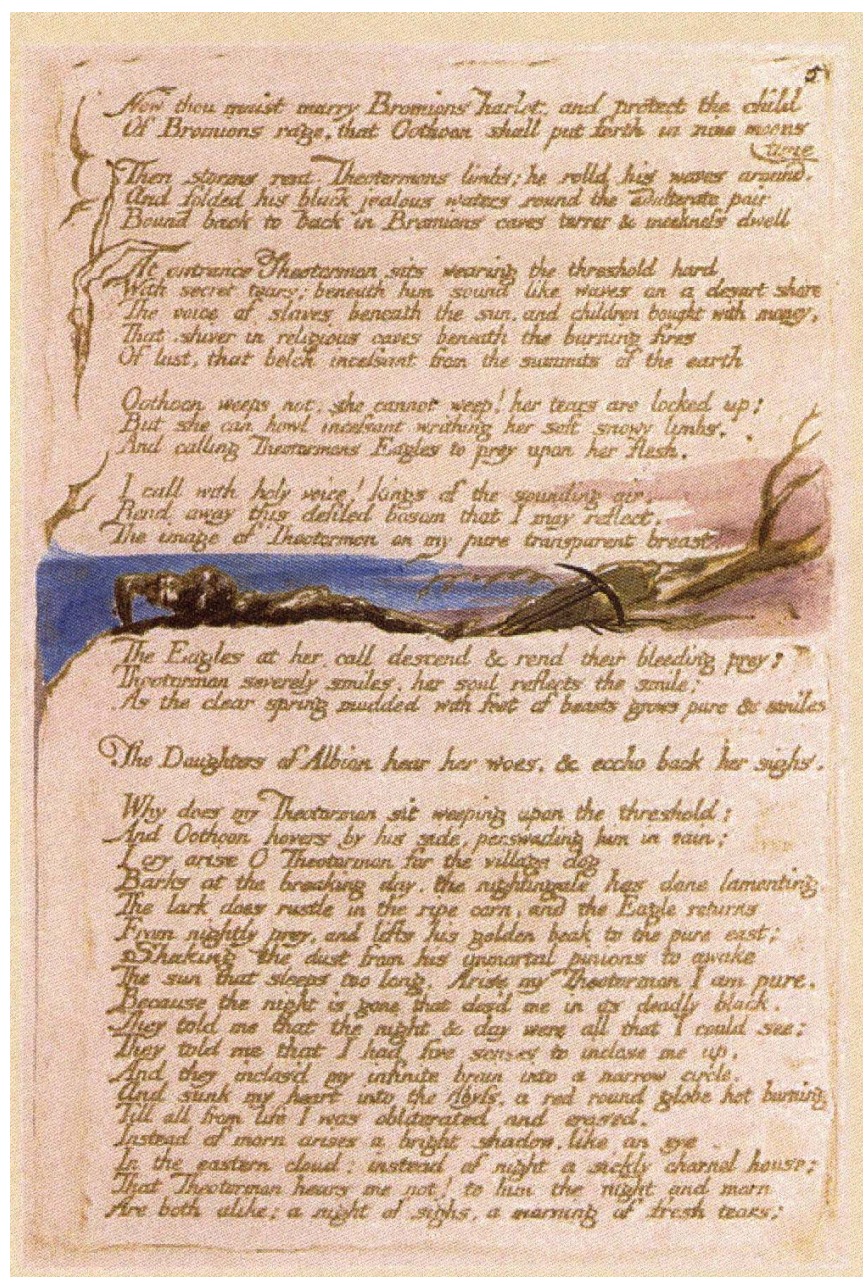 5
Now thou maist marry Bromions harlot, and protect the child
Of Bromions rage, that Oothoon shall put forth in nine moons
time
Then storms rent Theotormons limbs; he rolld his waves around.
And folded his black jealous waters round the adulterate pair
Bound back to back in Bromions caves terror & meekness dwell
At entrance Theotormon sits wearing the threshold hard
With secret tears; beneath him sound like waves on a desart shore
The voice of slaves beneath the sun, and children bought with money,
That shiver in religious caves beneath the burning fires
Of lust, that belch incessant from the summits of the earth
Oothoon weeps not. she cannot weep! her tears are locked up;
But she can howl incessant writhing her soft snowy limbs.
And calling Theotormons Eagles to prey upon her flesh.
I call with holy voice! kings of the sounding air,
Rend away this defiled bosom that I may reflect.
The image of Theotormon on my pure transparent breast.
The Eagles at her call descend & rend their bleeding prey;
Theotormon severely smiles. her soul reflects the smile;
As the clear spring mudded with feet of beasts grows pure & smiles
The Daughters of Albion hear her woes. & eccho back her sighs.
Why does my Theotormon sit weeping upon the threshold;
And Oothoon hovers by his side, perswading him in vain;
I cry arise O Theotormon for the village dog
Barks at the breaking day. the nightingale has done lamenting.
The lark does rustle in the ripe corn, and the Eagle returns
From nightly prey, and lifts his golden beak to the pure east;
Shaking the dust from his immortal pinions to awake
The sun that sleeps too long. Arise my Theotormon I am pure.
Because the night is gone that clos'd me in its deadly black.
They told me that the night & day were all that I could see;
They told me that I had five senses to inclose me up.
And they inclos'd my infinite brain into a narrow circle.
And sunk my heart into the Abyss, a red round globe hot burning
Till all from life I was obliterated and erased.
Instead of morn arises a bright shadow, like an eye
In the eastern cloud; instead of night a sickly charnel house;
That Theotormon hears me not! to him the night and morn
Are both alike; a night of sighs, a morning of fresh tears;